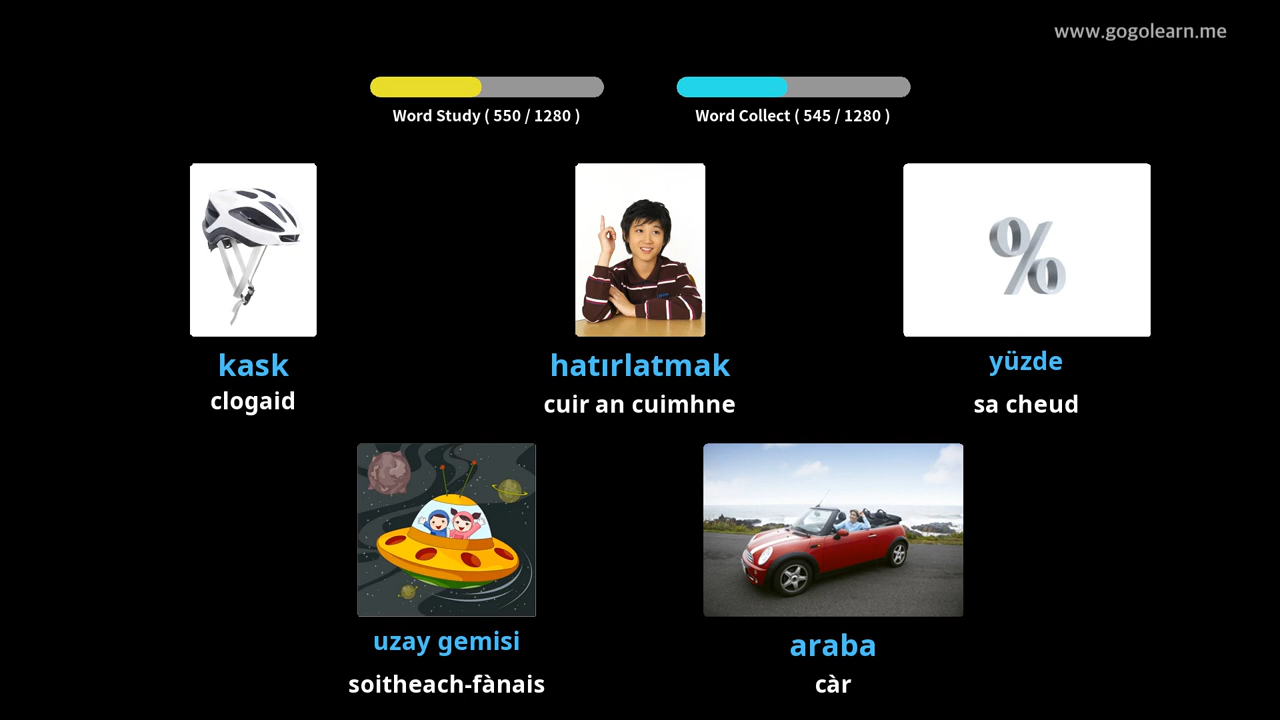 www.gogolearn.me
Word Study ( 550 / 1280 )
Word Collect ( 545 / 1280 )
kask
clogaid
hatırlatmak
cuir an cuimhne
yüzde
sa cheud
%
uzay gemisi
soitheach-fànais
araba
càr